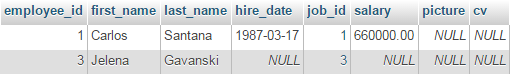 employee_id first_name last_name hire_date job_id salary picture cv
1 Carlos Santana 1987-03-17 1 660000.00 NULL NULL
3 Jelena Gavanski NULL 3 NULL NULL NULL